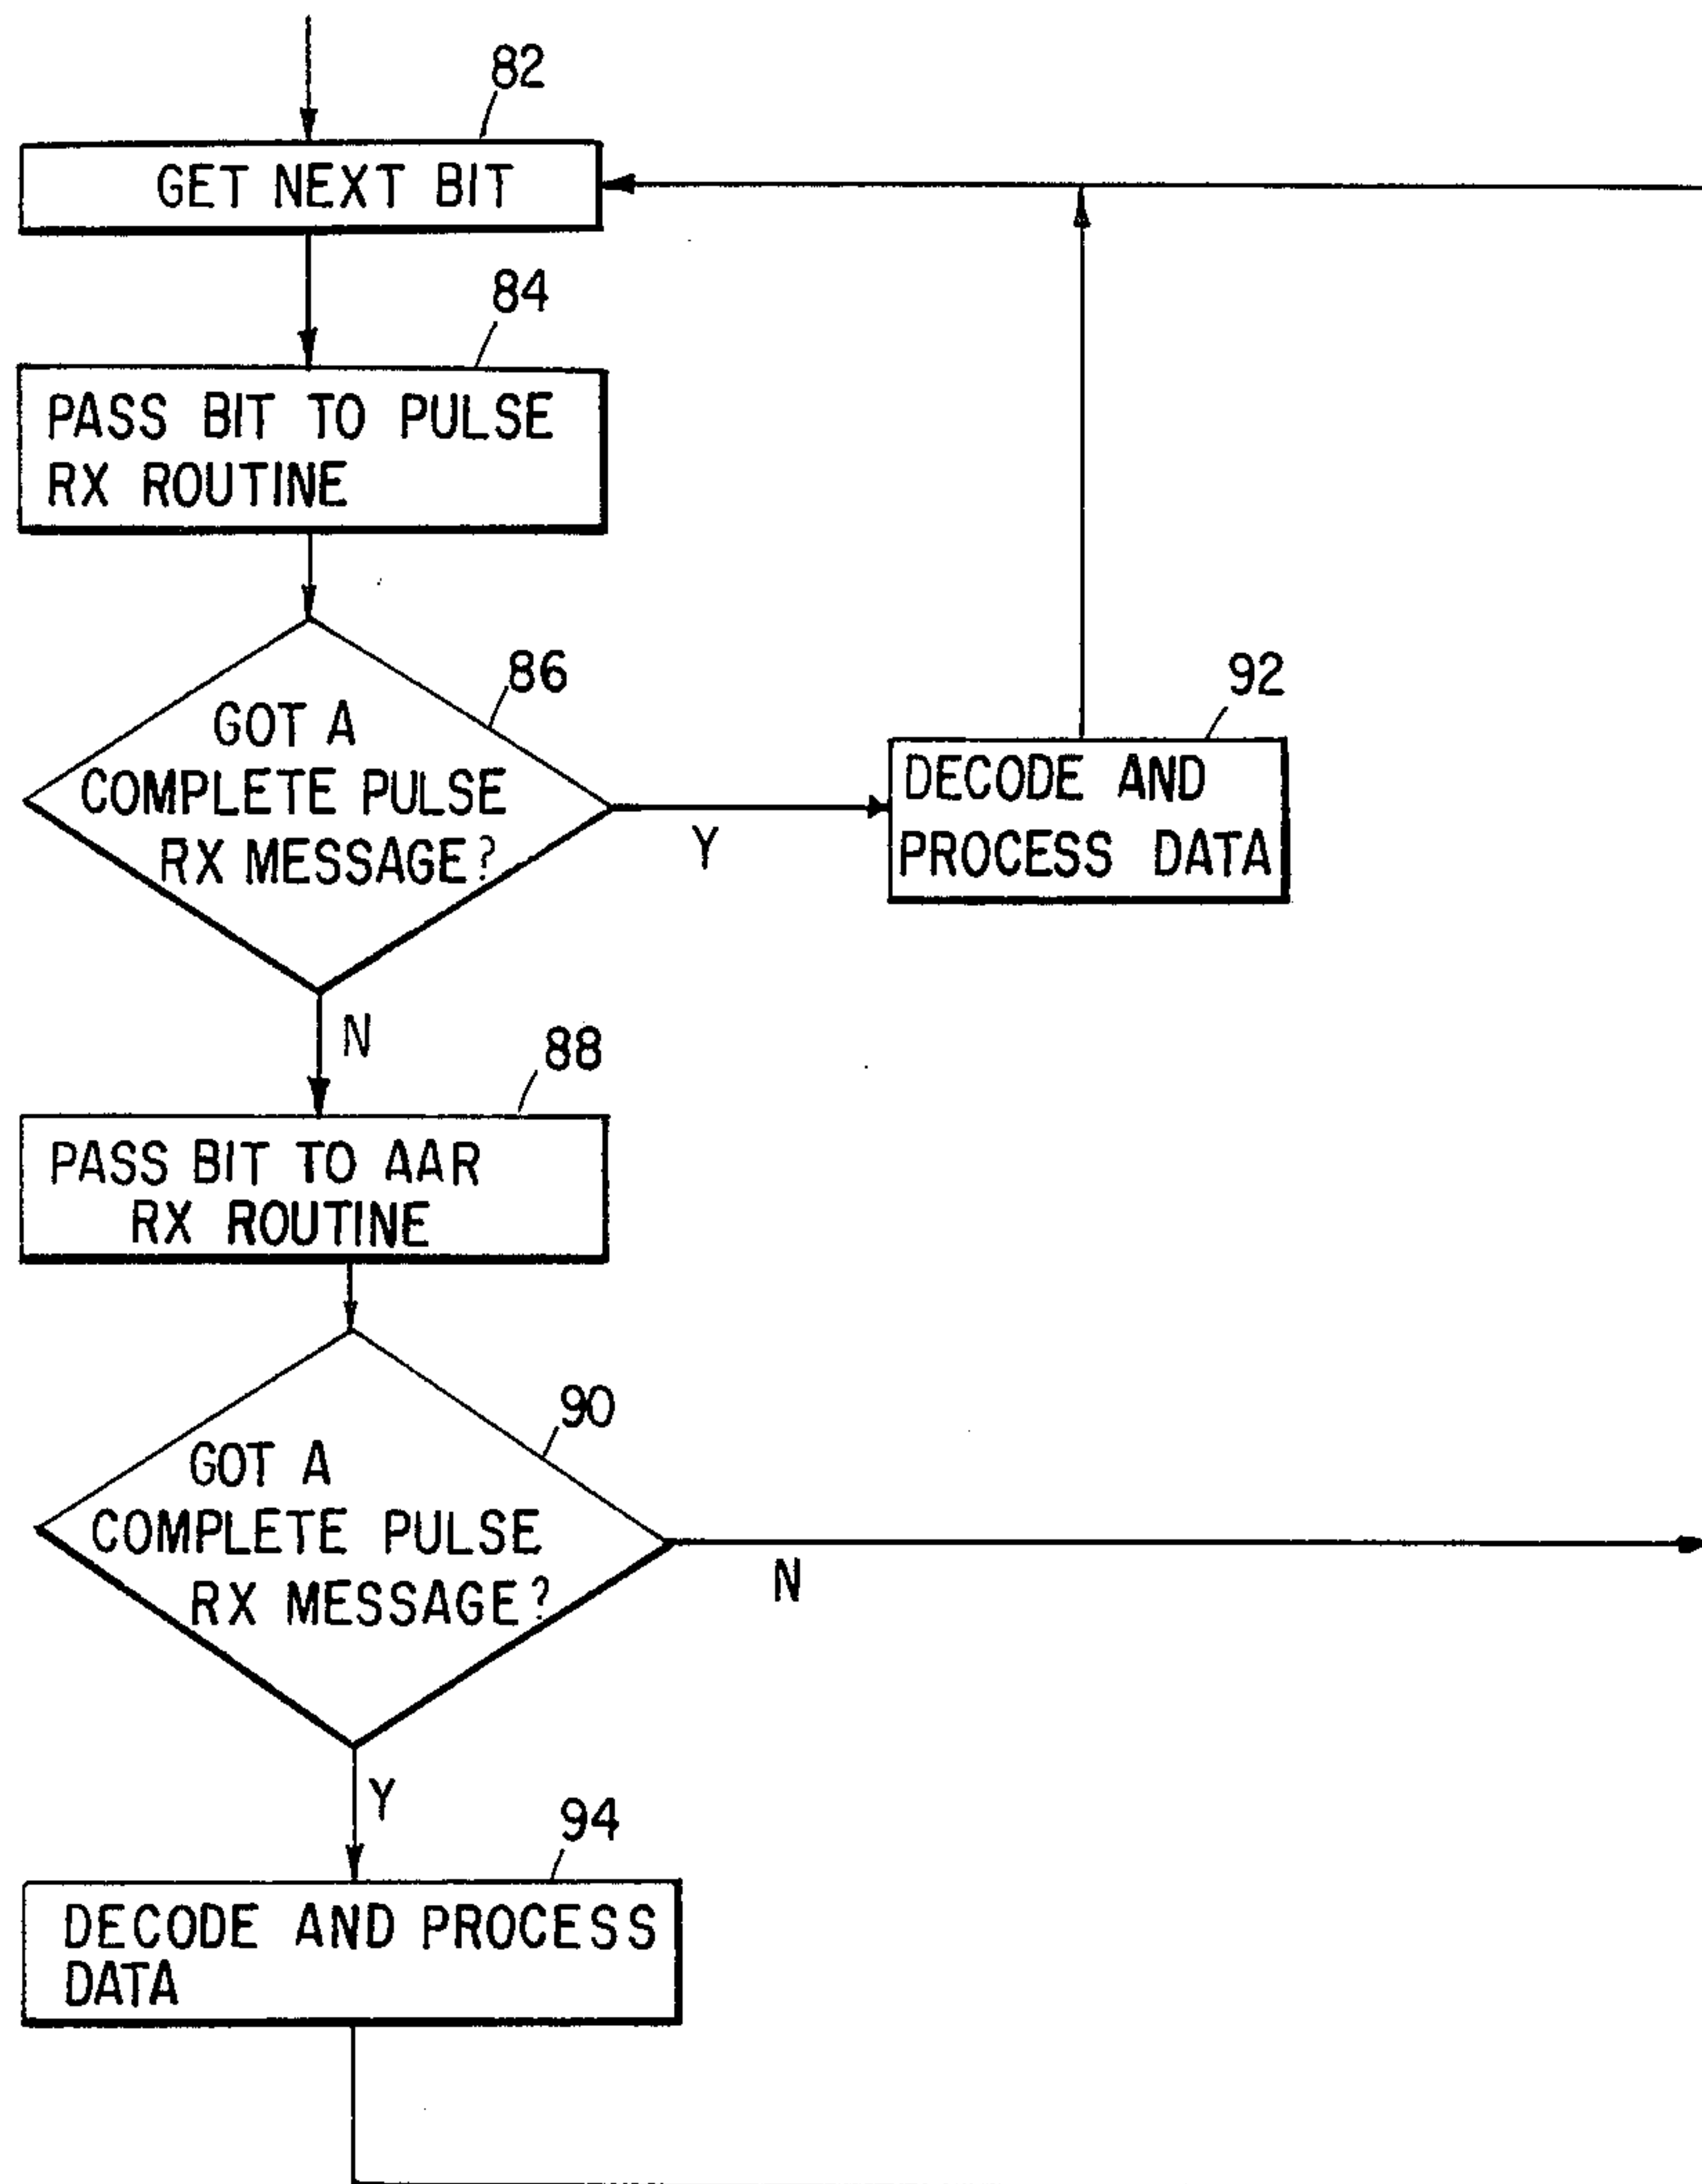 82
GET NEXT BIT
84
PASS BIT TO PULSE
RX ROUTINE
86
GOT A
COMPLETE PULSE
RX MESSAGE?
Y
92
DECODE AND
PROCESS DATA
N
88
PASS BIT TO AAR
RX ROUTINE
90
GOT A
COMPLETE PULSE
RX MESSAGE?
N
Y
94
DECODE AND PROCESS
DATA